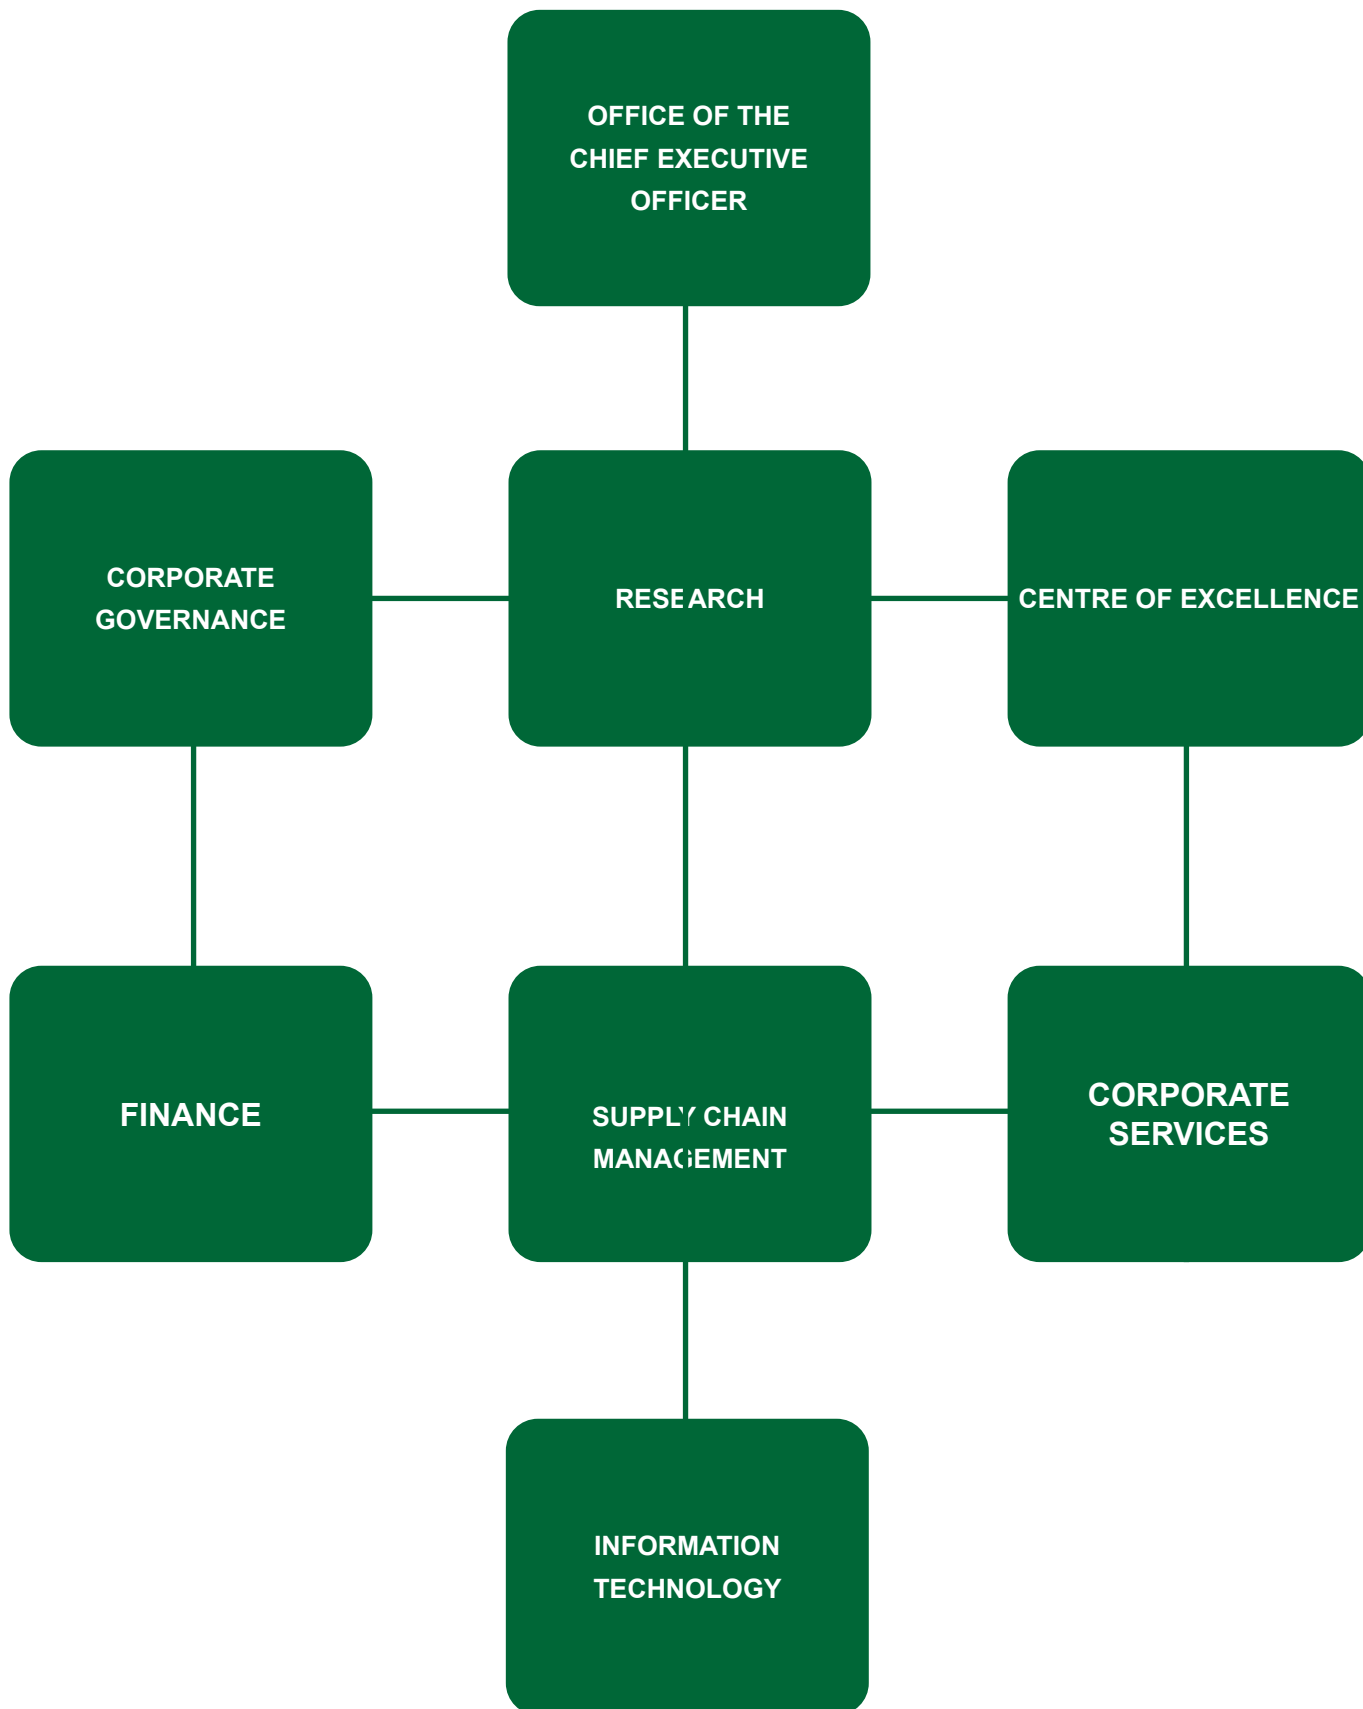 OFFICE OF THE
CHIEF EXECUTIVE
OFFICER
CORPORATE
GOVERNANCE
RESEARCH
CENTRE OF EXCELLENCE
FINANCE
SUPPLY CHAIN
MANAGEMENT
CORPORATE
SERVICES
INFORMATION
TECHNOLOGY